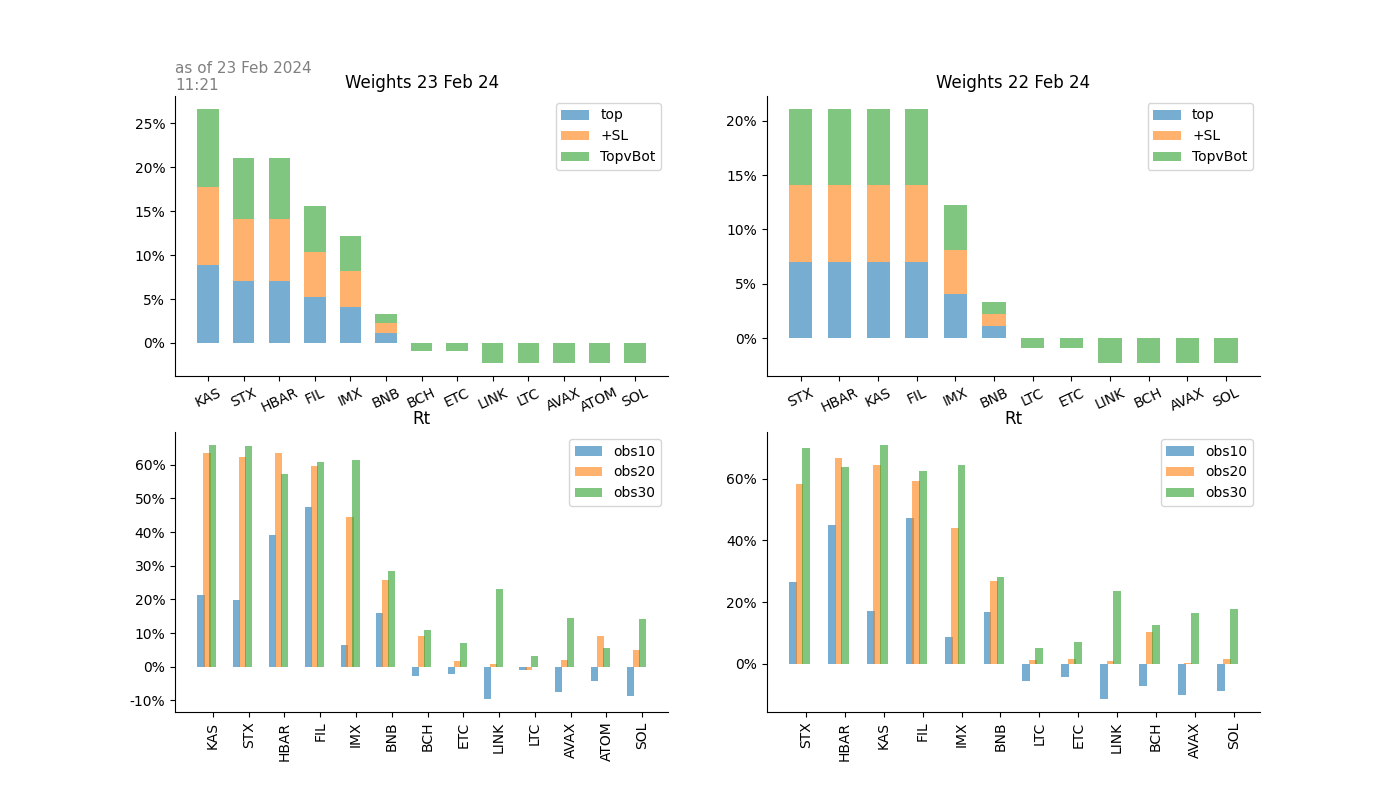 as of 23 Feb 2024
11:21
Weights 23 Feb 24
25%
20%
15%
10%
5%
0%
top
+SL
TopvBot
KAS STX HBAR FIL IMX BNB BCH ETC LINK LTC AVAX ATOM SOL
Weights 22 Feb 24
20%
15%
10%
5%
0%
top
+SL
TopvBot
STX HBAR KAS FIL IMX BNB LTC ETC LINK BCH AVAX SOL
Rt
60%
50%
40%
30%
20%
10%
0%
-10%
obs10
obs20
obs30
KAS STX HBAR FIL IMX BNB BCH ETC LINK LTC AVAX ATOM SOL
Rt
60%
40%
20%
0%
obs10
obs20
obs30
STX HBAR KAS FIL IMX BNB LTC ETC LINK BCH AVAX SOL